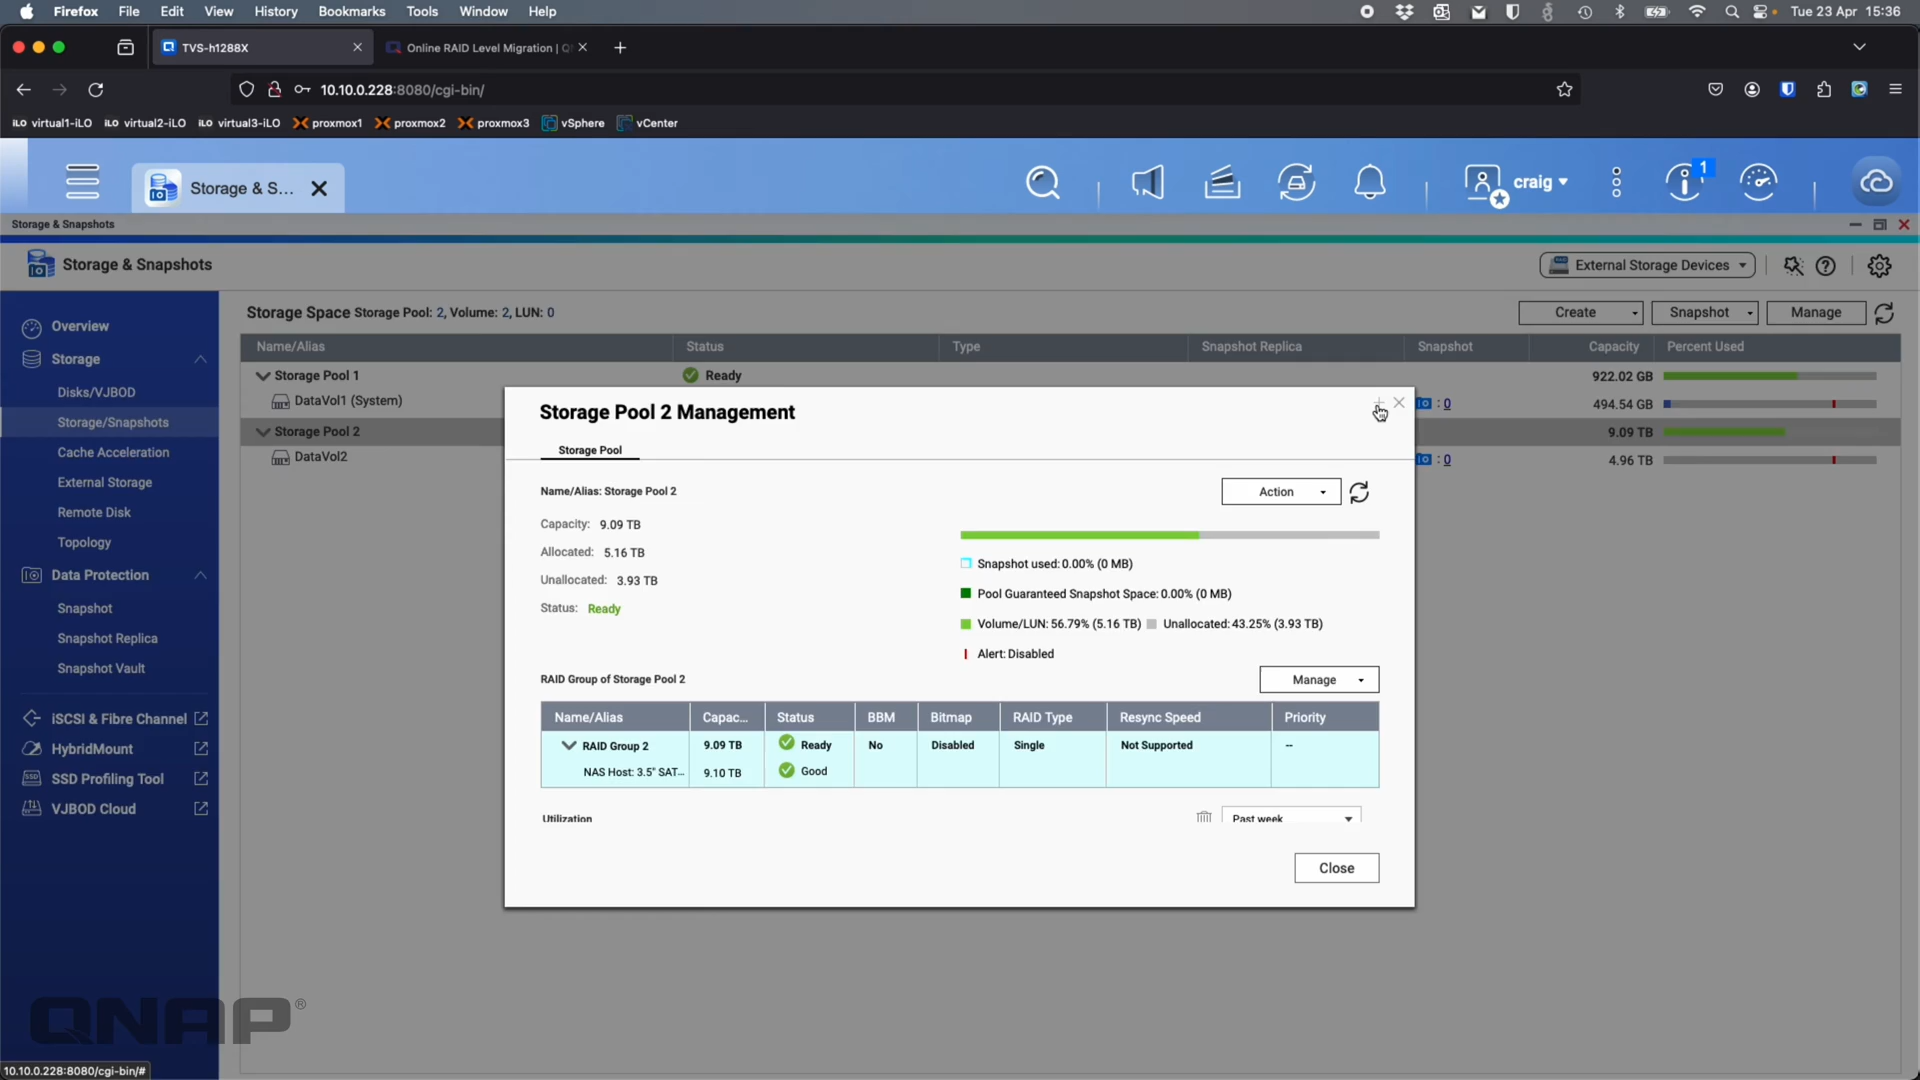 Firefox File Edit View History Bookmarks Tools Window Help Tue 23 Apr 15:36
TVS-h1288X Online RAID Level Migration | Q
10.10.0.228:8080/cgi-bin/
iLO virtual1-iLO iLO virtual2-iLO iLO virtual3-iLO proxmox1 proxmox2 proxmox3 vSphere vCenter
Storage & S... craig 1
Storage & Snapshots
Storage & Snapshots External Storage Devices
Overview
Storage
Disks/VJBOD
Storage/Snapshots
Cache Acceleration
External Storage
Remote Disk
Topology
Data Protection
Snapshot
Snapshot Replica
Snapshot Vault
iSCSI & Fibre Channel
HybridMount
SSD Profiling Tool
VJBOD Cloud
Storage Space Storage Pool: 2, Volume: 2, LUN: 0 Create Snapshot Manage
Name/Alias Status Type Snapshot Replica Snapshot Capacity Percent Used
Storage Pool 1 Ready 922.02 GB
DataVol1 (System) : 0 494.54 GB
Storage Pool 2 9.09 TB
DataVol2 : 0 4.96 TB
Storage Pool 2 Management
Storage Pool
Name/Alias: Storage Pool 2 Action
Capacity: 9.09 TB
Allocated: 5.16 TB
Unallocated: 3.93 TB
Status: Ready
Snapshot used: 0.00% (0 MB)
Pool Guaranteed Snapshot Space: 0.00% (0 MB)
Volume/LUN: 56.79% (5.16 TB) Unallocated: 43.25% (3.93 TB)
Alert: Disabled
RAID Group of Storage Pool 2 Manage
Name/Alias Capac... Status BBM Bitmap RAID Type Resync Speed Priority
RAID Group 2 9.09 TB Ready No Disabled Single Not Supported --
NAS Host: 3.5" SAT... 9.10 TB Good
Utilization Past week
Close
QNAP®
10.10.0.228:8080/cgi-bin/#